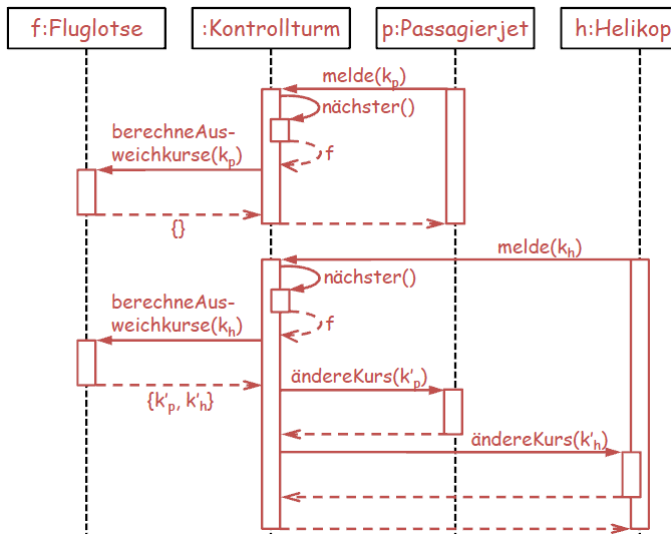 f:Fluglotse
:Kontrollturm
p:Passagierjet
h:Helikop
melde(kₚ)
nächster()
berechneAus-
weichkurse(kₚ)
f
{}
melde(kₕ)
nächster()
berechneAus-
weichkurse(kₕ)
f
ändereKurs(k'ₚ)
{k'ₚ, k'ₕ}
ändereKurs(k'ₕ)